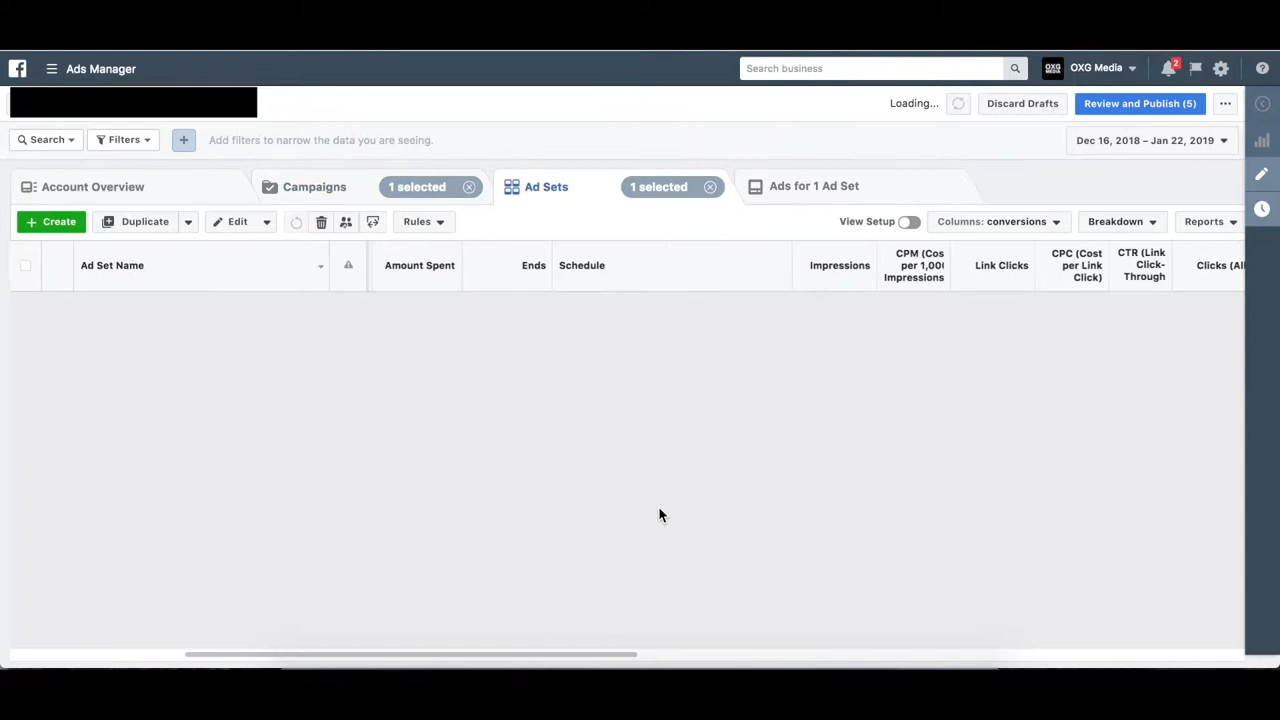 Ads Manager
Search business
OXG MEDIA
OXG Media
2
Loading...
Discard Drafts
Review and Publish (5)
Search
Filters
Add filters to narrow the data you are seeing.
Dec 16, 2018 – Jan 22, 2019
Account Overview
Campaigns
1 selected
Ad Sets
1 selected
Ads for 1 Ad Set
+ Create
Duplicate
Edit
Rules
View Setup
Columns: conversions
Breakdown
Reports
Ad Set Name
Amount Spent
Ends
Schedule
Impressions
CPM (Cos
per 1,000
Impressions
Link Clicks
CPC (Cost
per Link
Click)
CTR (Link
Click-
Through
Clicks (All